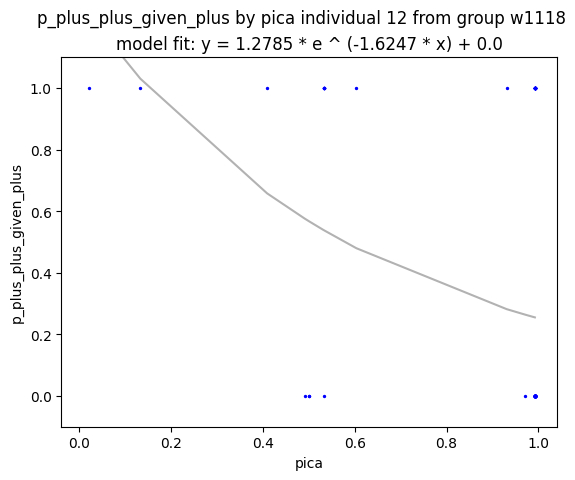 p_plus_plus_given_plus by pica individual 12 from group w1118
model fit: y = 1.2785 * e ^ (-1.6247 * x) + 0.0
1.0
0.8
0.6
0.4
0.2
0.0
p_plus_plus_given_plus
0.0 0.2 0.4 0.6 0.8 1.0
pica